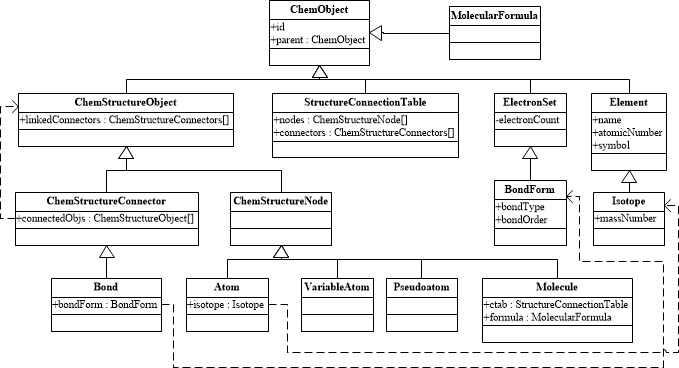 ChemObject
+id
+parent : ChemObject
MolecularFormula
ChemStructureObject
+linkedConnectors : ChemStructureConnectors[]
StructureConnectionTable
+nodes : ChemStructureNode[]
+connectors : ChemStructureConnectors[]
ElectronSet
-electronCount
Element
+name
+atomicNumber
+symbol
ChemStructureConnector
+connectedObjs : ChemStructureObject[]
ChemStructureNode
BondForm
+bondType
+bondOrder
Isotope
+massNumber
Bond
+bondForm : BondForm
Atom
+isotope : Isotope
VariableAtom
Pseudoatom
Molecule
+ctab : StructureConnectionTable
+formula : MolecularFormula